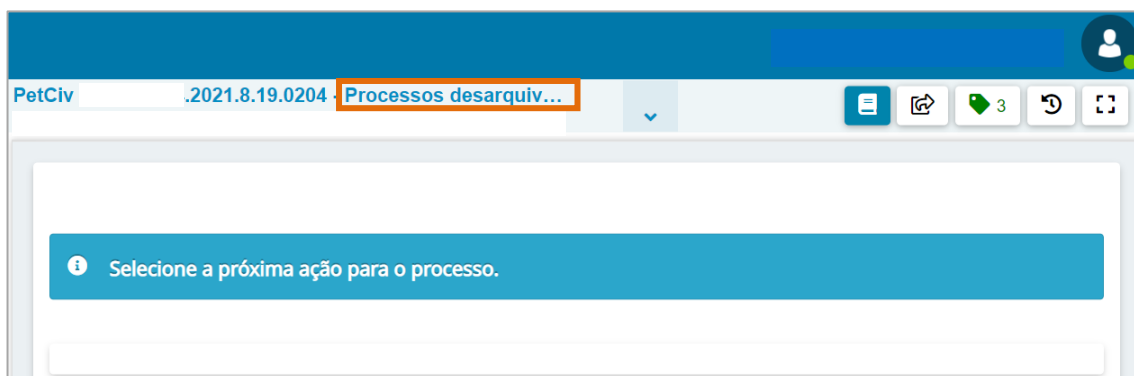 PetCiv .2021.8.19.0204 - Processos desarquiv...
3
Selecione a próxima ação para o processo.